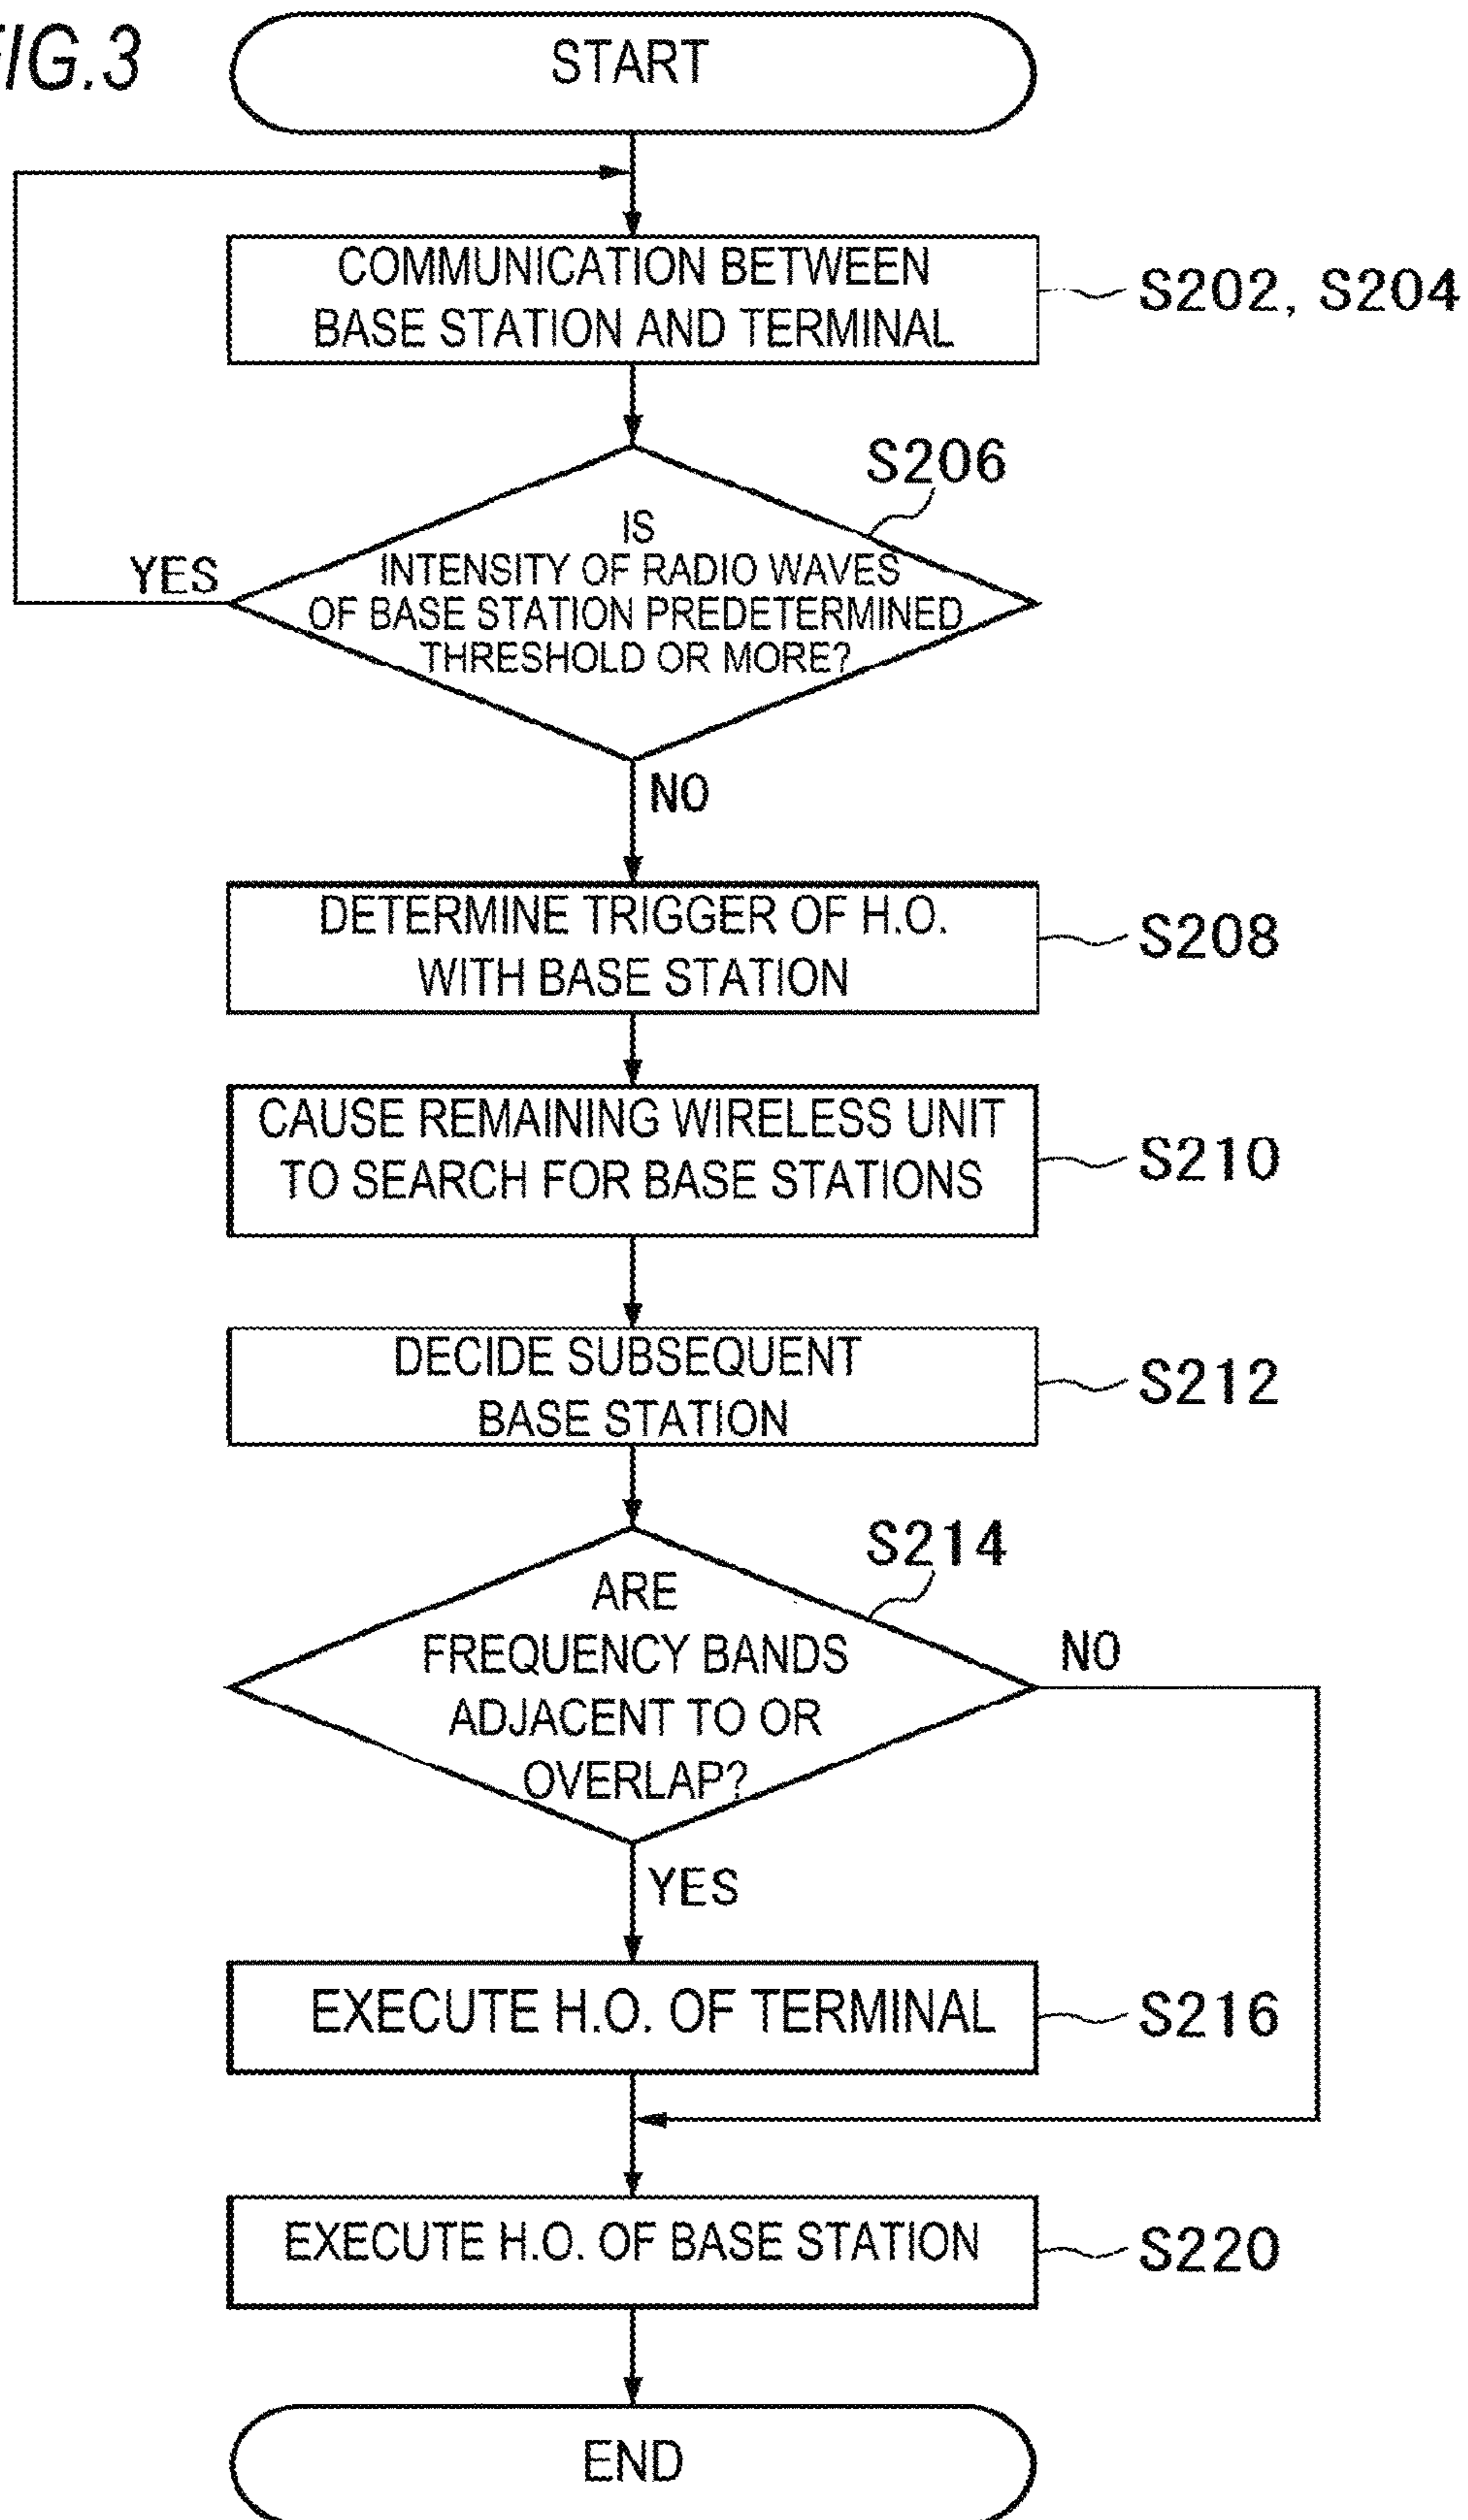 FIG.3
START
COMMUNICATION BETWEEN
BASE STATION AND TERMINAL
S202, S204
S206
IS
INTENSITY OF RADIO WAVES
OF BASE STATION PREDETERMINED
THRESHOLD OR MORE?
YES
NO
DETERMINE TRIGGER OF H.O.
WITH BASE STATION
S208
CAUSE REMAINING WIRELESS UNIT
TO SEARCH FOR BASE STATIONS
S210
DECIDE SUBSEQUENT
BASE STATION
S212
S214
ARE
FREQUENCY BANDS
ADJACENT TO OR
OVERLAP?
NO
YES
EXECUTE H.O. OF TERMINAL
S216
EXECUTE H.O. OF BASE STATION
S220
END